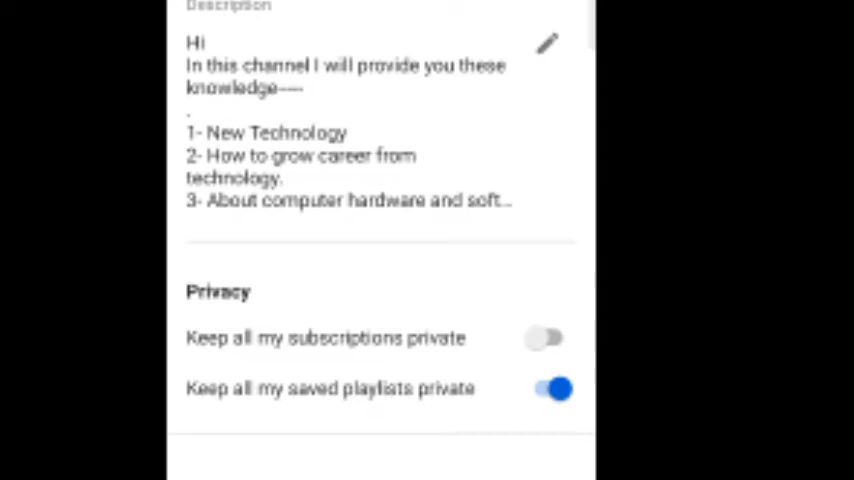 Description
Hi
In this channel I will provide you these
knowledge----
.
1- New Technology
2- How to grow career from
technology.
3- About computer hardware and soft...
Privacy
Keep all my subscriptions private
Keep all my saved playlists private